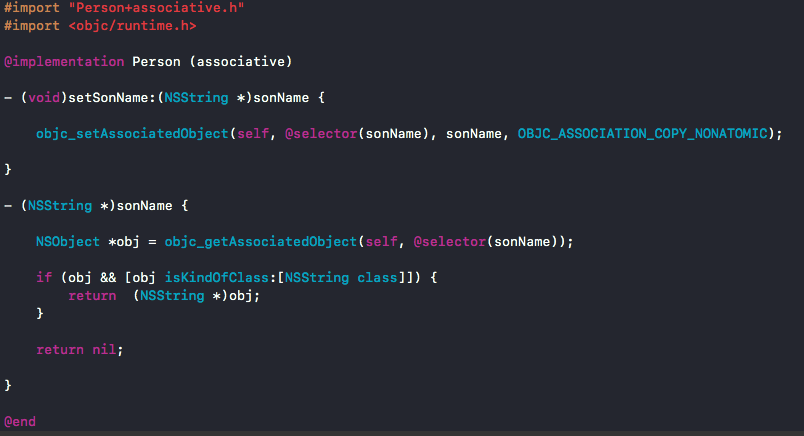 #import "Person+associative.h"
#import <objc/runtime.h>
@implementation Person (associative)
- (void)setSonName:(NSString *)sonName {
objc_setAssociatedObject(self, @selector(sonName), sonName, OBJC_ASSOCIATION_COPY_NONATOMIC);
}
- (NSString *)sonName {
NSObject *obj = objc_getAssociatedObject(self, @selector(sonName));
if (obj && [obj isKindOfClass:[NSString class]]) {
return  (NSString *)obj;
}
return nil;
}
@end